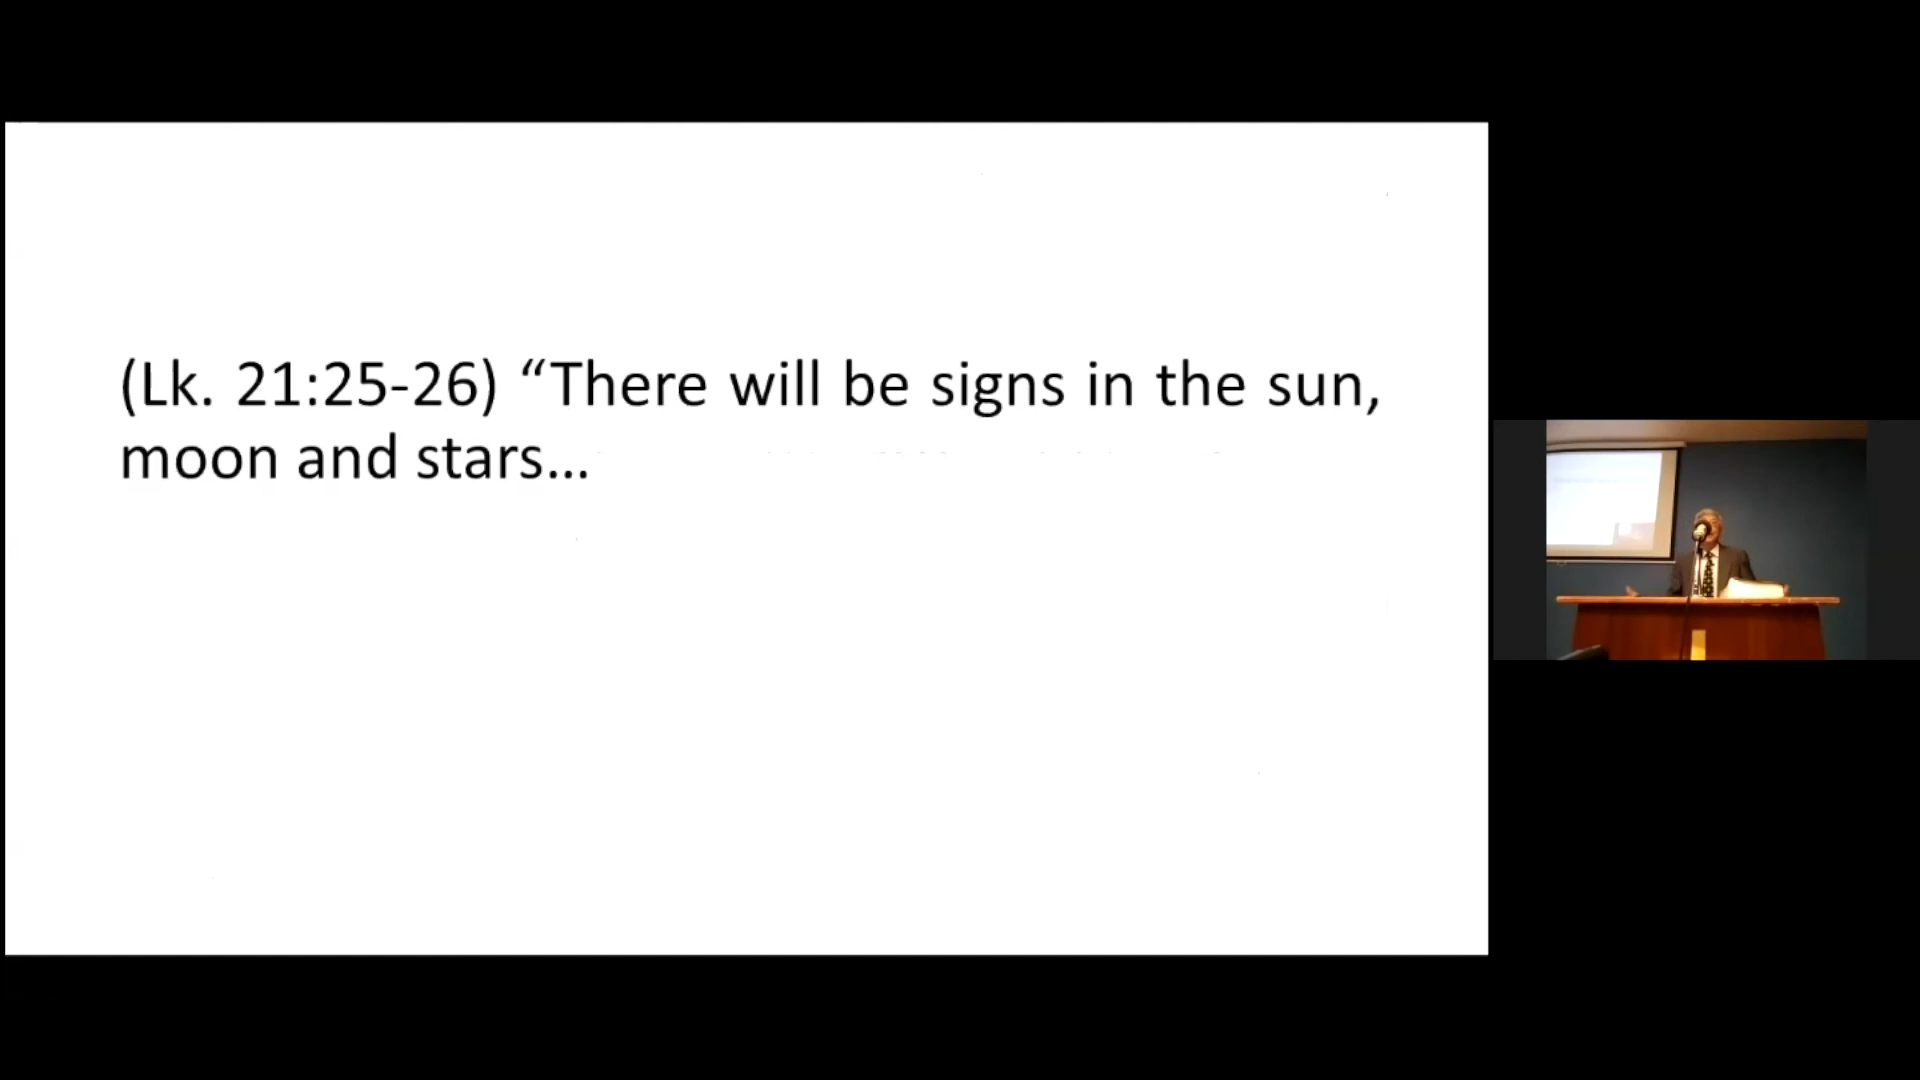 (Lk. 21:25-26) “There will be signs in the sun,
moon and stars...